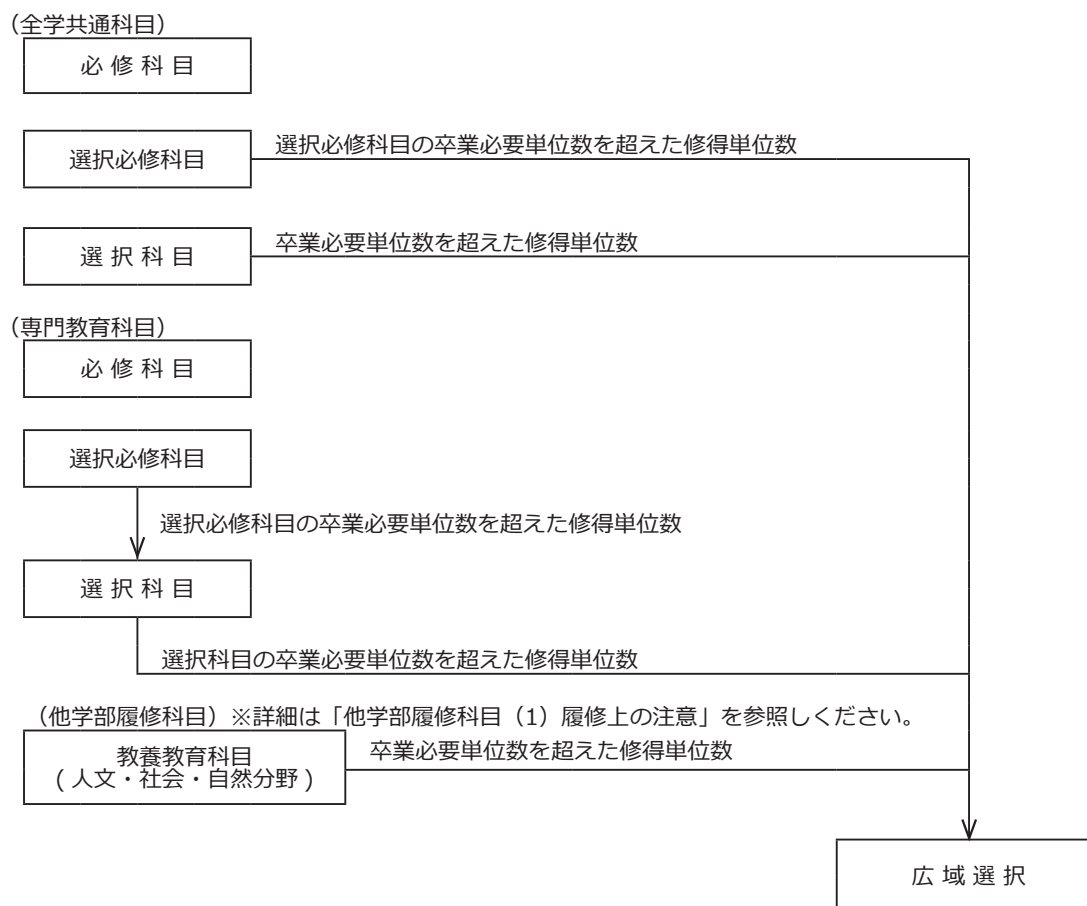 （全学共通科目）
必 修 科 目
選択必修科目
選択必修科目の卒業必要単位数を超えた修得単位数
選 択 科 目
卒業必要単位数を超えた修得単位数
（専門教育科目）
必 修 科 目
選択必修科目
選択必修科目の卒業必要単位数を超えた修得単位数
選 択 科 目
選択科目の卒業必要単位数を超えた修得単位数
（他学部履修科目）※詳細は「他学部履修科目（1）履修上の注意」を参照しください。
教養教育科目
( 人文・社会・自然分野 )
卒業必要単位数を超えた修得単位数
広 域 選 択